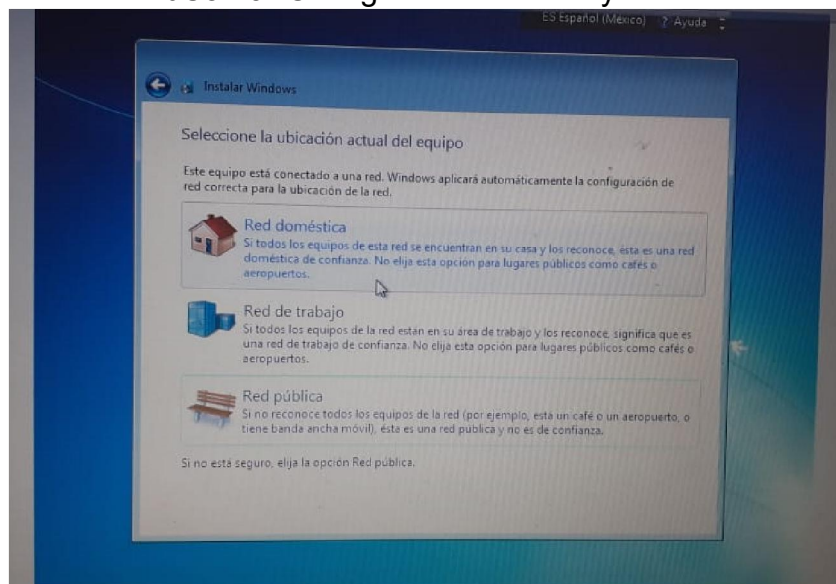 ES Español (México) ? Ayuda
Instalar Windows
Seleccione la ubicación actual del equipo
Este equipo está conectado a una red. Windows aplicará automáticamente la configuración de
red correcta para la ubicación de la red.
Red doméstica
Si todos los equipos de esta red se encuentran en su casa y los reconoce, ésta es una red
doméstica de confianza. No elija esta opción para lugares públicos como cafés o
aeropuertos.
Red de trabajo
Si todos los equipos de la red están en su área de trabajo y los reconoce, significa que es
una red de trabajo de confianza. No elija esta opción para lugares públicos como cafés o
aeropuertos.
Red pública
Si no reconoce todos los equipos de la red (por ejemplo, está un café o un aeropuerto, o
tiene banda ancha móvil), ésta es una red pública y no es de confianza.
Si no está seguro, elija la opción Red pública.